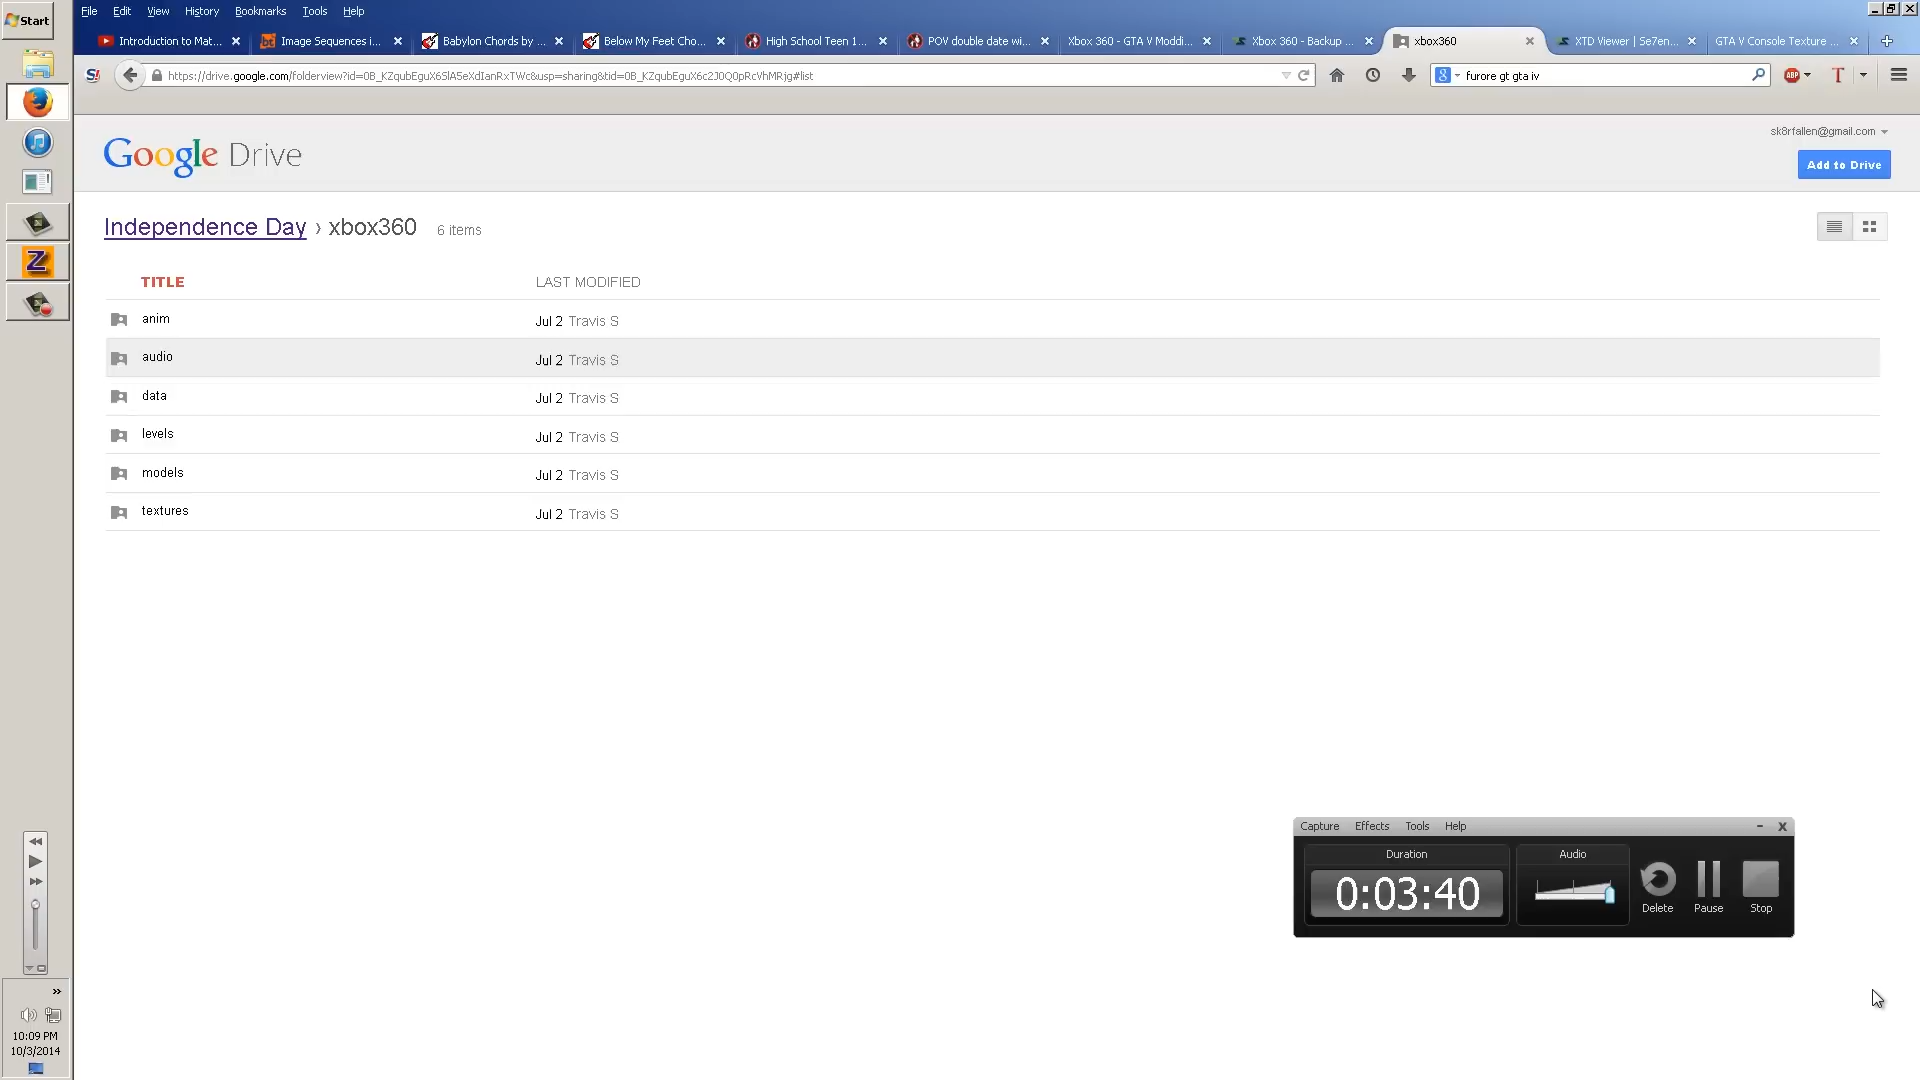 Start
File Edit View History Bookmarks Tools Help
Introduction to Mat...
Image Sequences i...
Babylon Chords by ...
Below My Feet Cho...
High School Teen 1...
POV double date wi...
Xbox 360 - GTA V Moddi...
Xbox 360 - Backup ...
xbox360
XTD Viewer | Se7en...
GTA V Console Texture ...
https://drive.google.com/folderview?id=0B_KZqubEguX6SlA5eXdIanRxTWc&usp=sharing&tid=0B_KZqubEguX6c2J0Q0pRcVhMRjg#list
furore gt gta iv
ABP
sk8rfallen@gmail.com
Google Drive
Add to Drive
Independence Day › xbox360 6 items
TITLE LAST MODIFIED
anim Jul 2 Travis S
audio Jul 2 Travis S
data Jul 2 Travis S
levels Jul 2 Travis S
models Jul 2 Travis S
textures Jul 2 Travis S
Capture Effects Tools Help
Duration
0:03:40
Audio
Delete Pause Stop
10:09 PM
10/3/2014